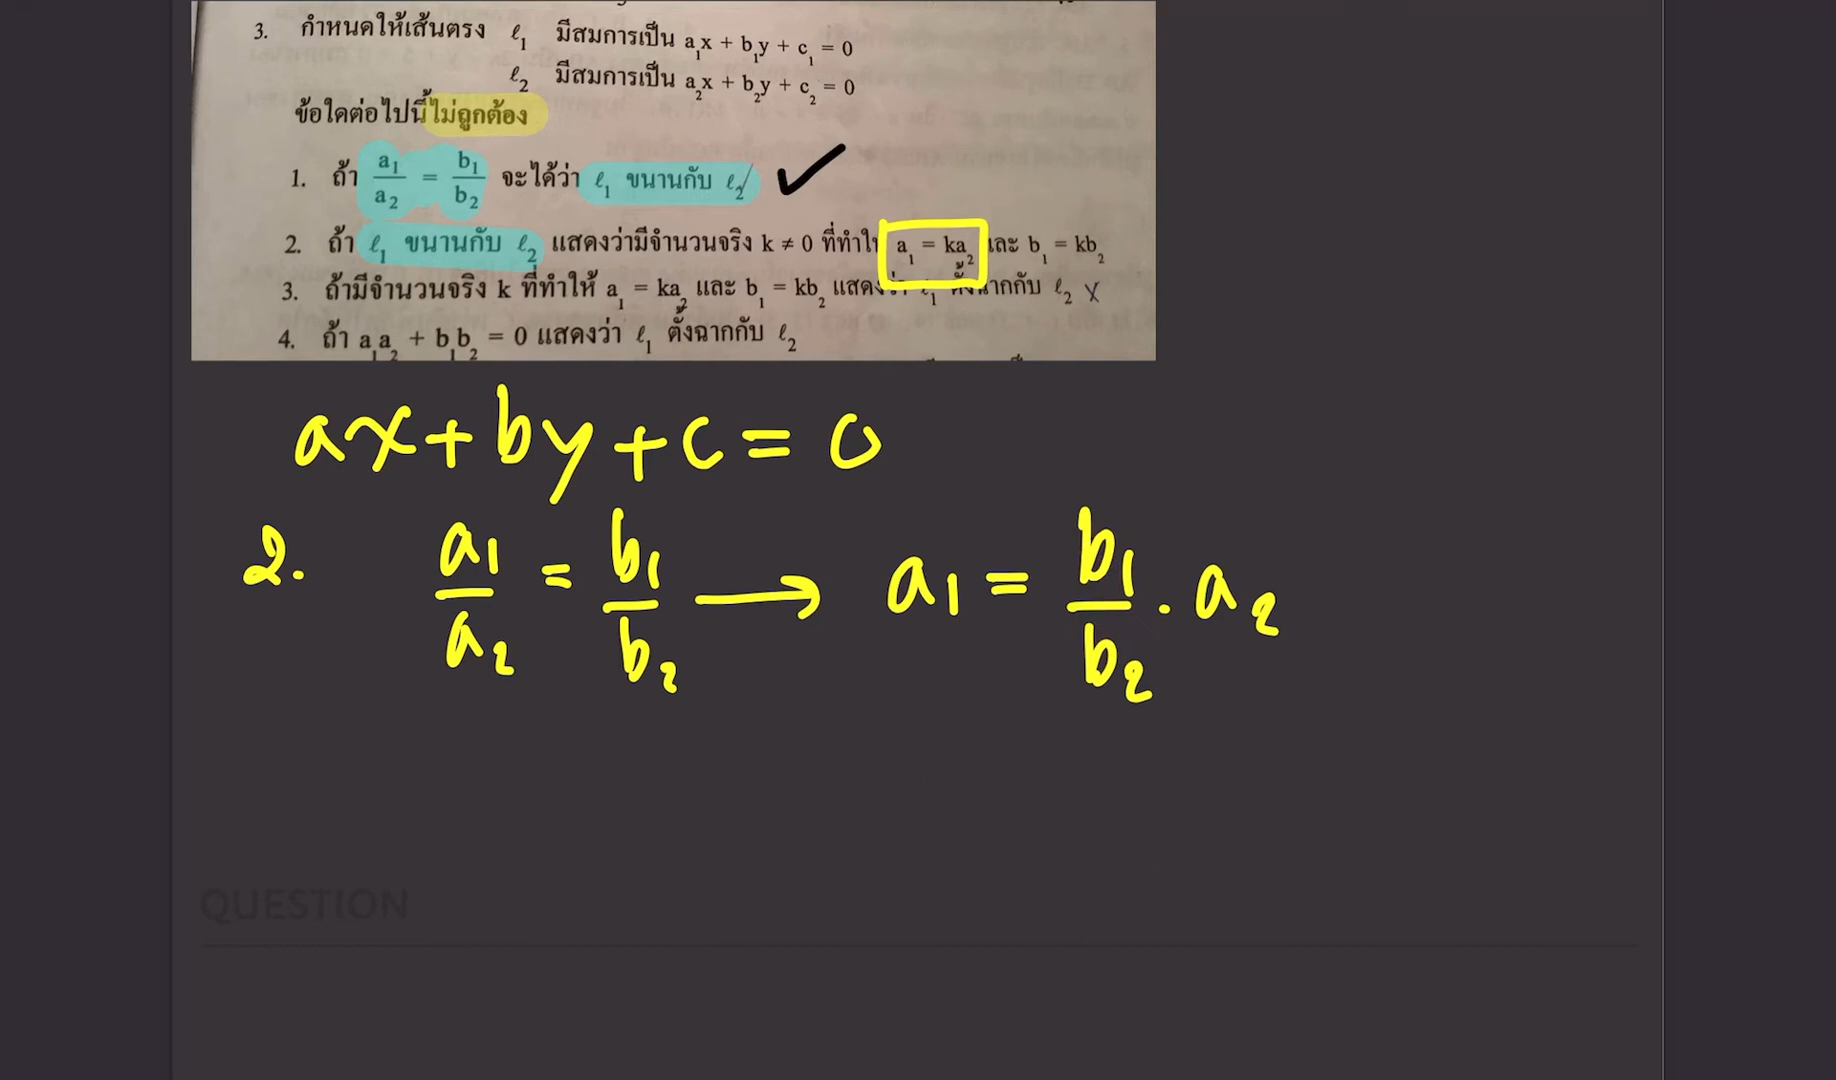 3. กำหนดให้เส้นตรง ℓ₁ มีสมการเป็น a₁x + b₁y + c₁ = 0
ℓ₂ มีสมการเป็น a₂x + b₂y + c₂ = 0
ข้อใดต่อไปนี้ไม่ถูกต้อง
1. ถ้า a₁/a₂ = b₁/b₂ จะได้ว่า ℓ₁ ขนานกับ ℓ₂ ✓
2. ถ้า ℓ₁ ขนานกับ ℓ₂ แสดงว่ามีจำนวนจริง k ≠ 0 ที่ทำให้ a₁ = ka₂ และ b₁ = kb₂
3. ถ้ามีจำนวนจริง k ที่ทำให้ a₁ = ka₂ และ b₁ = kb₂ แสดงว่า ℓ₁ ตั้งฉากกับ ℓ₂ x
4. ถ้า a₁a₂ + b₁b₂ = 0 แสดงว่า ℓ₁ ตั้งฉากกับ ℓ₂
ax + by + c = 0
2. a₁/a₂ = b₁/b₂ → a₁ = b₁/b₂ . a₂
QUESTION